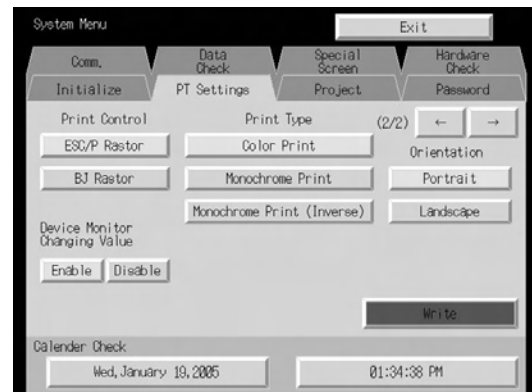 System Menu
Exit
Comm.
Data
Check
Special
Screen
Hardware
Check
Initialize
PT Settings
Project
Password
Print Control
Print Type
(2/2)
←
→
ESC/P Rastor
Color Print
Orientation
BJ Rastor
Monochrome Print
Portrait
Monochrome Print (Inverse)
Landscape
Device Monitor
Changing Value
Enable
Disable
Write
Calender Check
Wed, January 19,2005
01:34:38 PM